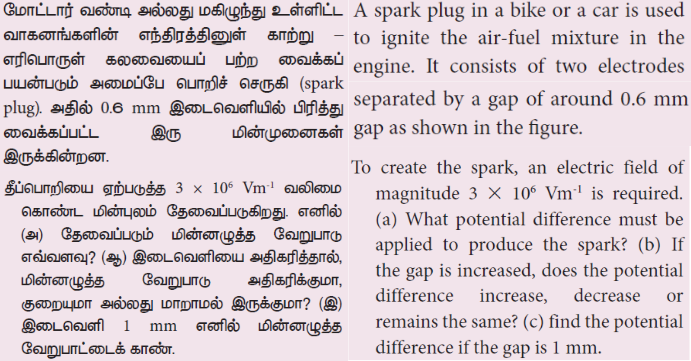 மோட்டார் வண்டி அல்லது மகிழுந்து உள்ளிட்ட
வாகனங்களின் எந்திரத்தினுள் காற்று –
எரிபொருள் கலவையைப் பற்ற வைக்கப்
பயன்படும் அமைப்பே பொறிச் செருகி (spark
plug). அதில் 0.6 mm இடைவெளியில் பிரித்து
வைக்கப்பட்ட இரு மின்முனைகள்
இருக்கின்றன.
தீப்பொறியை ஏற்படுத்த 3 × 10⁶ Vm⁻¹ வலிமை
கொண்ட மின்புலம் தேவைப்படுகிறது. எனில்
(அ) தேவைப்படும் மின்னழுத்த வேறுபாடு
எவ்வளவு? (ஆ) இடைவெளியை அதிகரித்தால்,
மின்னழுத்த வேறுபாடு அதிகரிக்குமா,
குறையுமா அல்லது மாறாமல் இருக்குமா? (இ)
இடைவெளி 1 mm எனில் மின்னழுத்த
வேறுபாட்டைக் காண்.
A spark plug in a bike or a car is used
to ignite the air-fuel mixture in the
engine. It consists of two electrodes
separated by a gap of around 0.6 mm
gap as shown in the figure.
To create the spark, an electric field of
magnitude 3 × 10⁶ Vm⁻¹ is required.
(a) What potential difference must be
applied to produce the spark? (b) If
the gap is increased, does the potential
difference increase, decrease or
remains the same? (c) find the potential
difference if the gap is 1 mm.